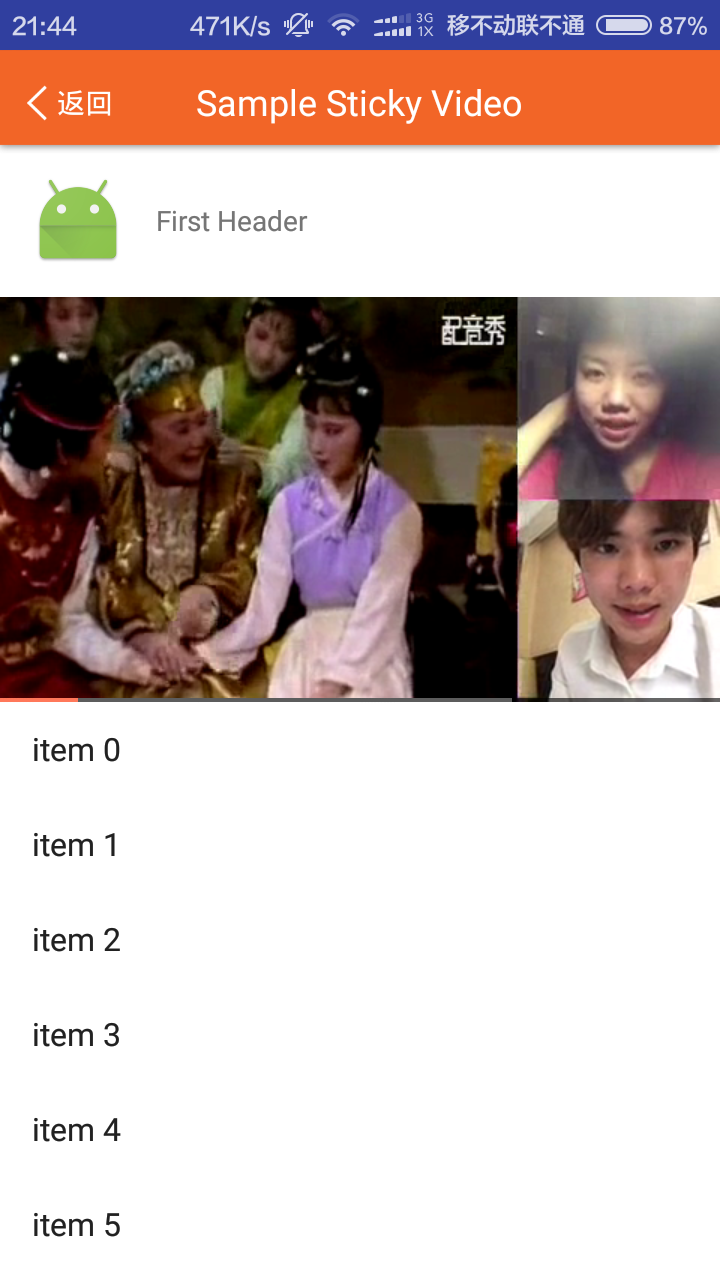 21:44 471K/s 3G 1X 移不动联不通 87%
返回 Sample Sticky Video
First Header
配音秀
item 0
item 1
item 2
item 3
item 4
item 5